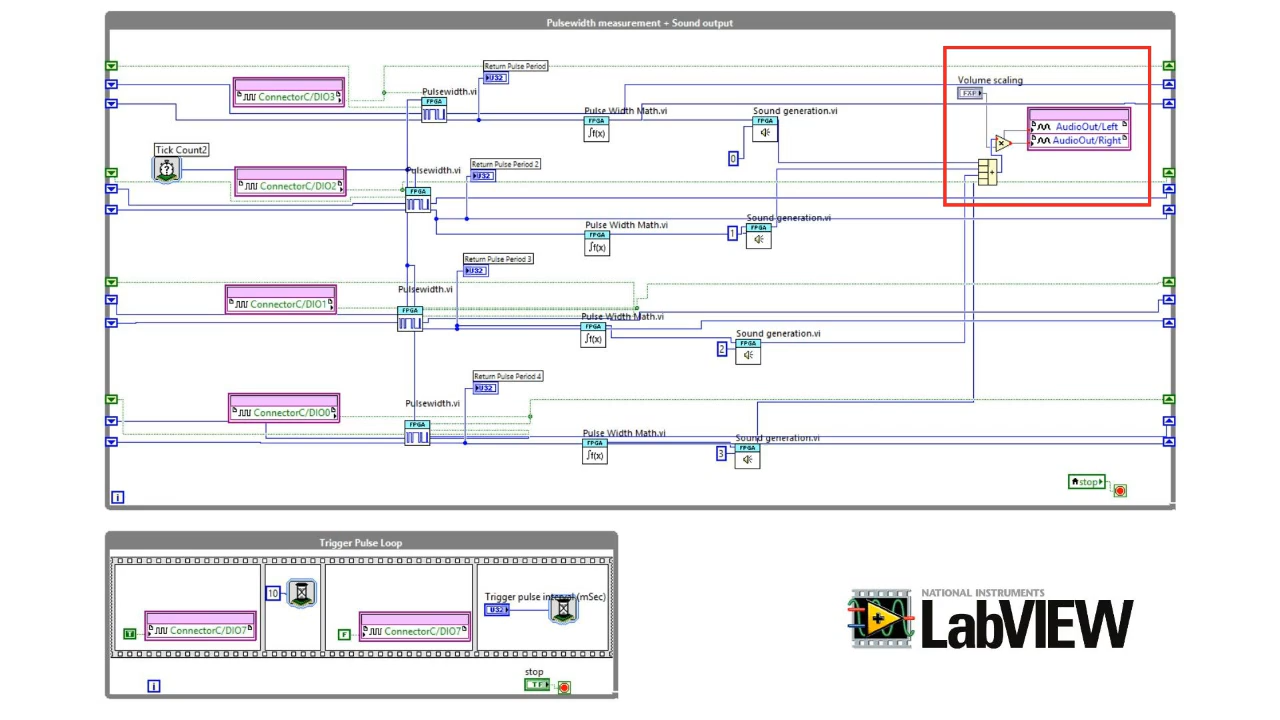 Pulsewidth measurement + Sound output
Return Pulse Period
U32
Volume scaling
FXP
ConnectorC/DIO3
Pulsewidth.vi
FPGA
Pulse Width Math.vi
FPGA
∫f(x)
Sound generation.vi
FPGA
0
AudioOut/Left
AudioOut/Right
Tick Count2
Return Pulse Period 2
U32
ConnectorC/DIO2
Pulsewidth.vi
FPGA
Pulse Width Math.vi
FPGA
∫f(x)
Sound generation.vi
FPGA
1
Return Pulse Period 3
U32
ConnectorC/DIO1
Pulsewidth.vi
FPGA
Pulse Width Math.vi
FPGA
∫f(x)
Sound generation.vi
FPGA
2
Return Pulse Period 4
U32
ConnectorC/DIO0
Pulsewidth.vi
FPGA
Pulse Width Math.vi
FPGA
∫f(x)
Sound generation.vi
FPGA
3
stop
i
Trigger Pulse Loop
10
T
ConnectorC/DIO7
F
ConnectorC/DIO7
Trigger pulse interval (mSec)
U32
stop
TF
i
NATIONAL INSTRUMENTS
LabVIEW